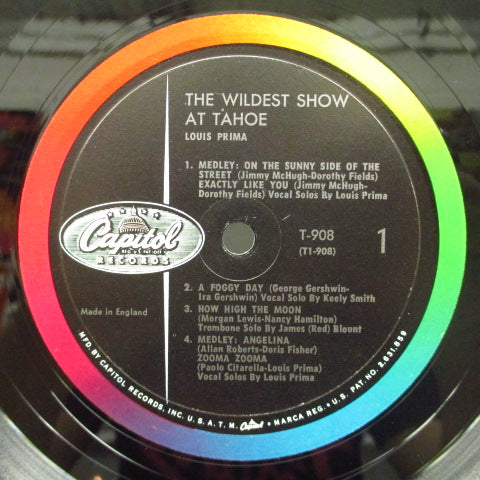 THE WILDEST SHOW
AT TAHOE
LOUIS PRIMA
1. MEDLEY: ON THE SUNNY SIDE OF THE
STREET (Jimmy McHugh-Dorothy Fields)
EXACTLY LIKE YOU (Jimmy McHugh-
Dorothy Fields) Vocal Solos By Louis Prima
Capitol
RECORDS
T-908
(T1-908)
1
Made in England
2. A FOGGY DAY (George Gershwin-
Ira Gershwin) Vocal Solo By Keely Smith
3. HOW HIGH THE MOON
(Morgan Lewis-Nancy Hamilton)
Trombone Solo By James (Red) Blount
4. MEDLEY: ANGELINA
(Allan Roberts-Doris Fisher)
ZOOMA ZOOMA
(Paolo Citarella-Louis Prima)
Vocal Solos By Louis Prima
MFD. BY CAPITOL RECORDS, INC. U. S. A. T. M. Capitol • MARCA REG. • U. S. PAT. NO. 2,631,859